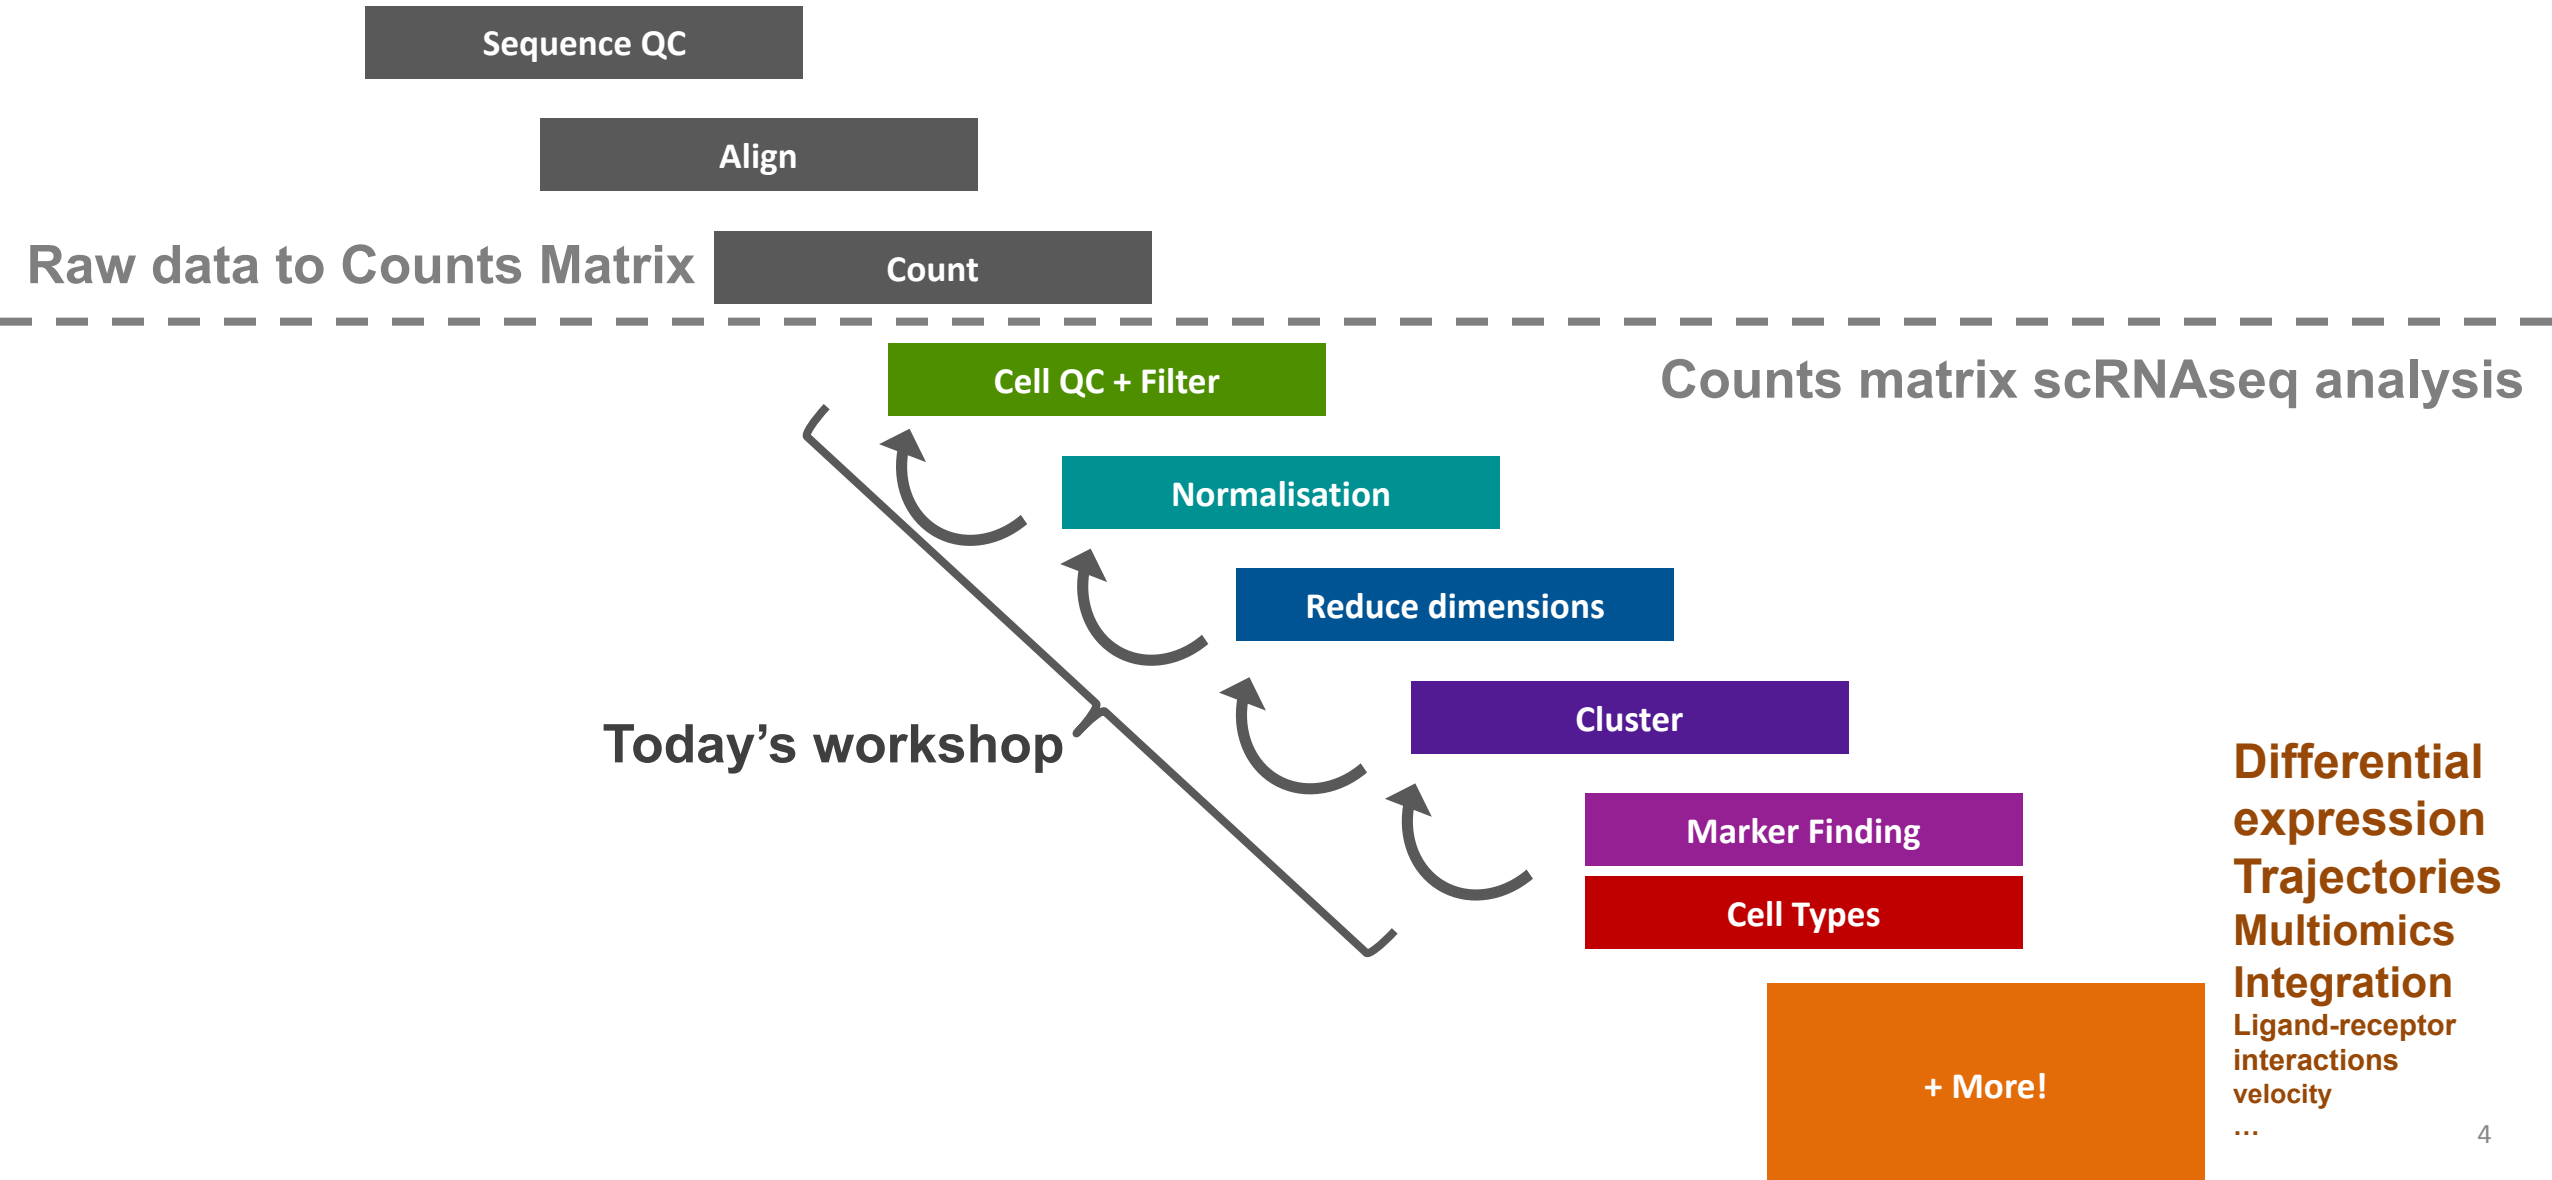 Sequence QC
Align
Raw data to Counts Matrix
Count
Cell QC + Filter
Counts matrix scRNAseq analysis
Normalisation
Reduce dimensions
Cluster
Today’s workshop
Marker Finding
Cell Types
+ More!
Differential
expression
Trajectories
Multiomics
Integration
Ligand-receptor
interactions
velocity
...
4